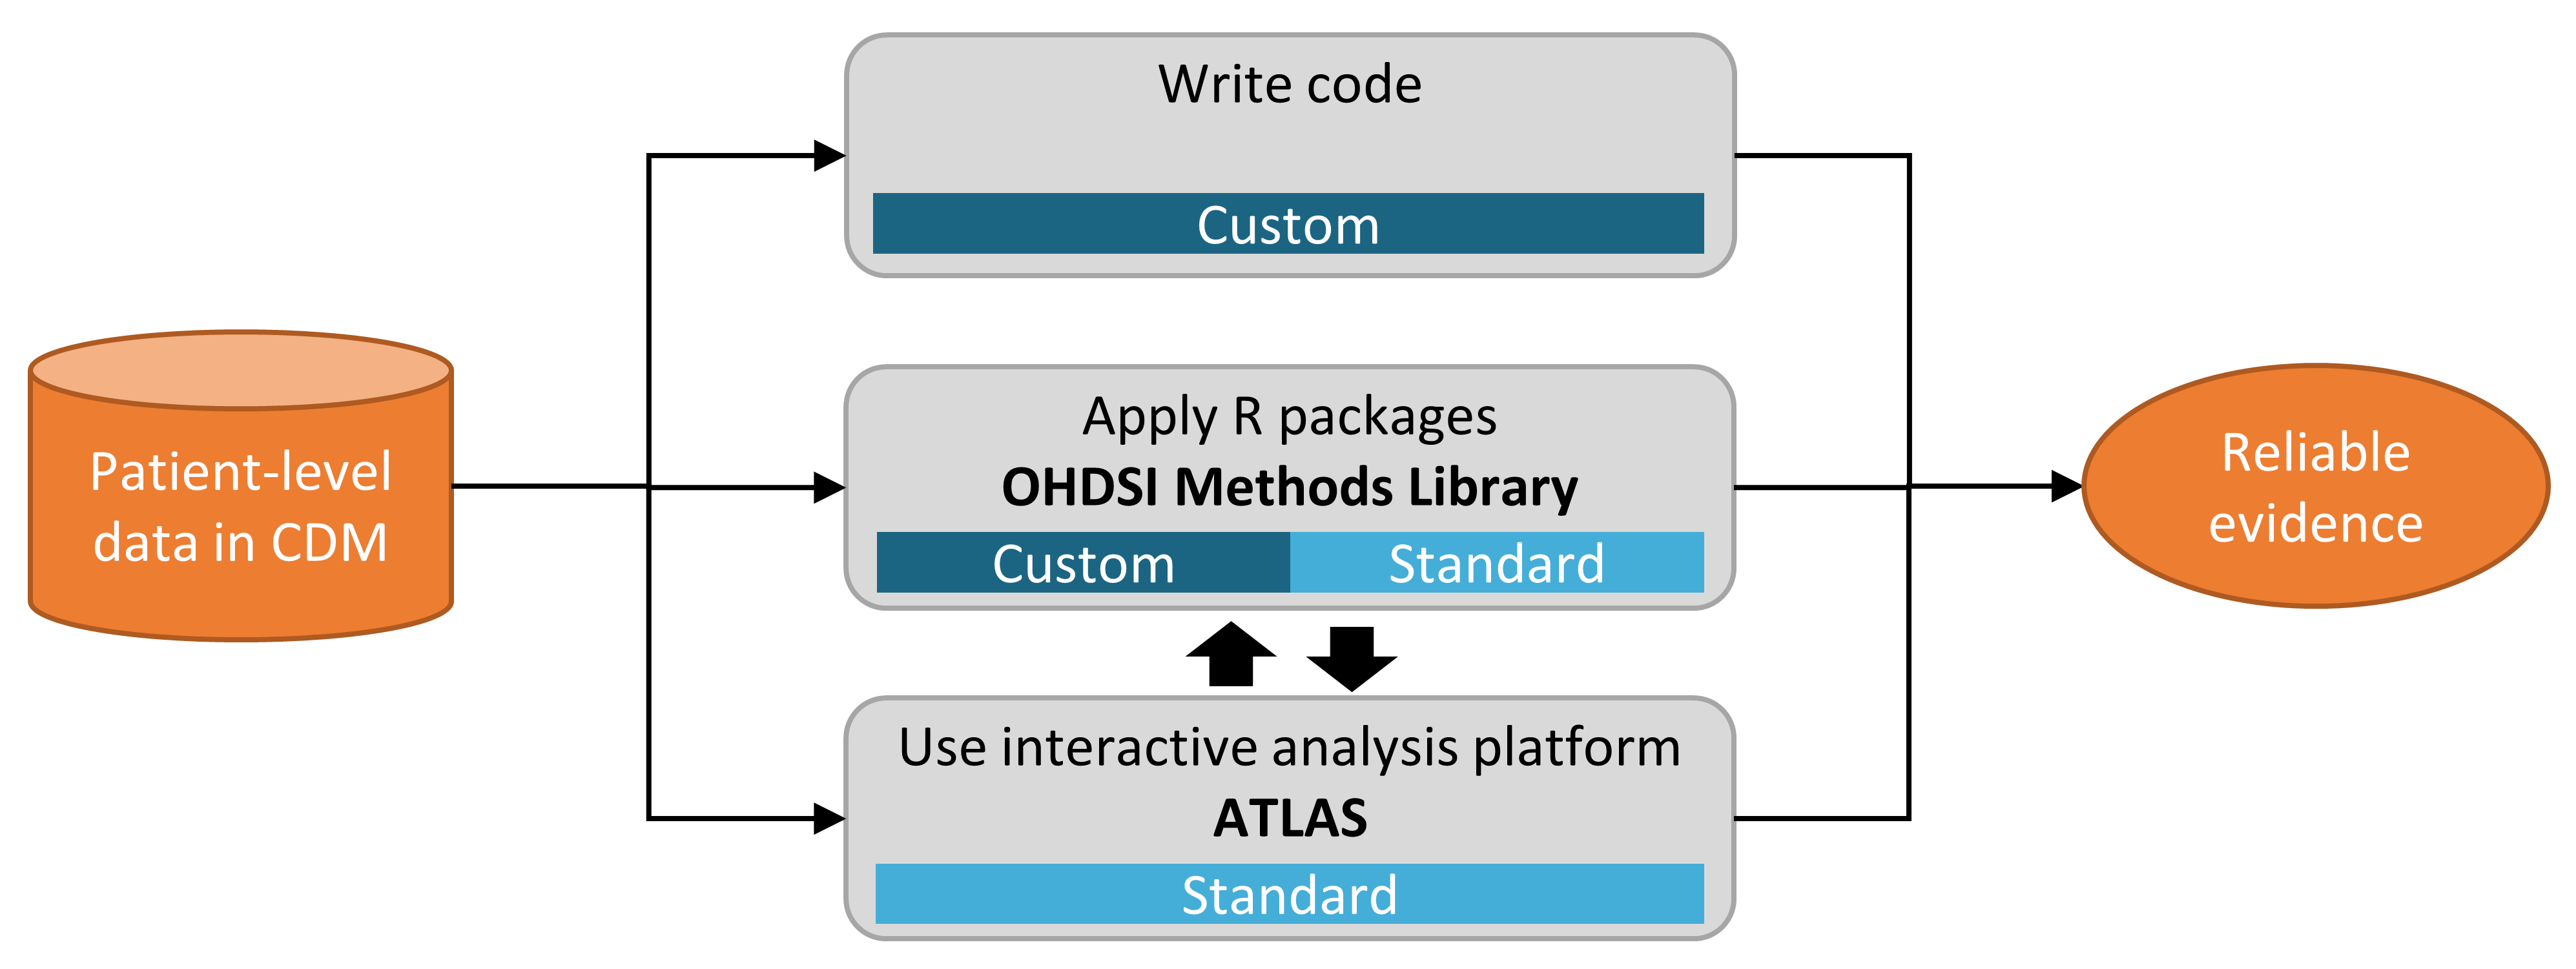 Write code
Custom
Patient-level
data in CDM
Apply R packages
OHDSI Methods Library
Custom
Standard
Use interactive analysis platform
ATLAS
Standard
Reliable
evidence